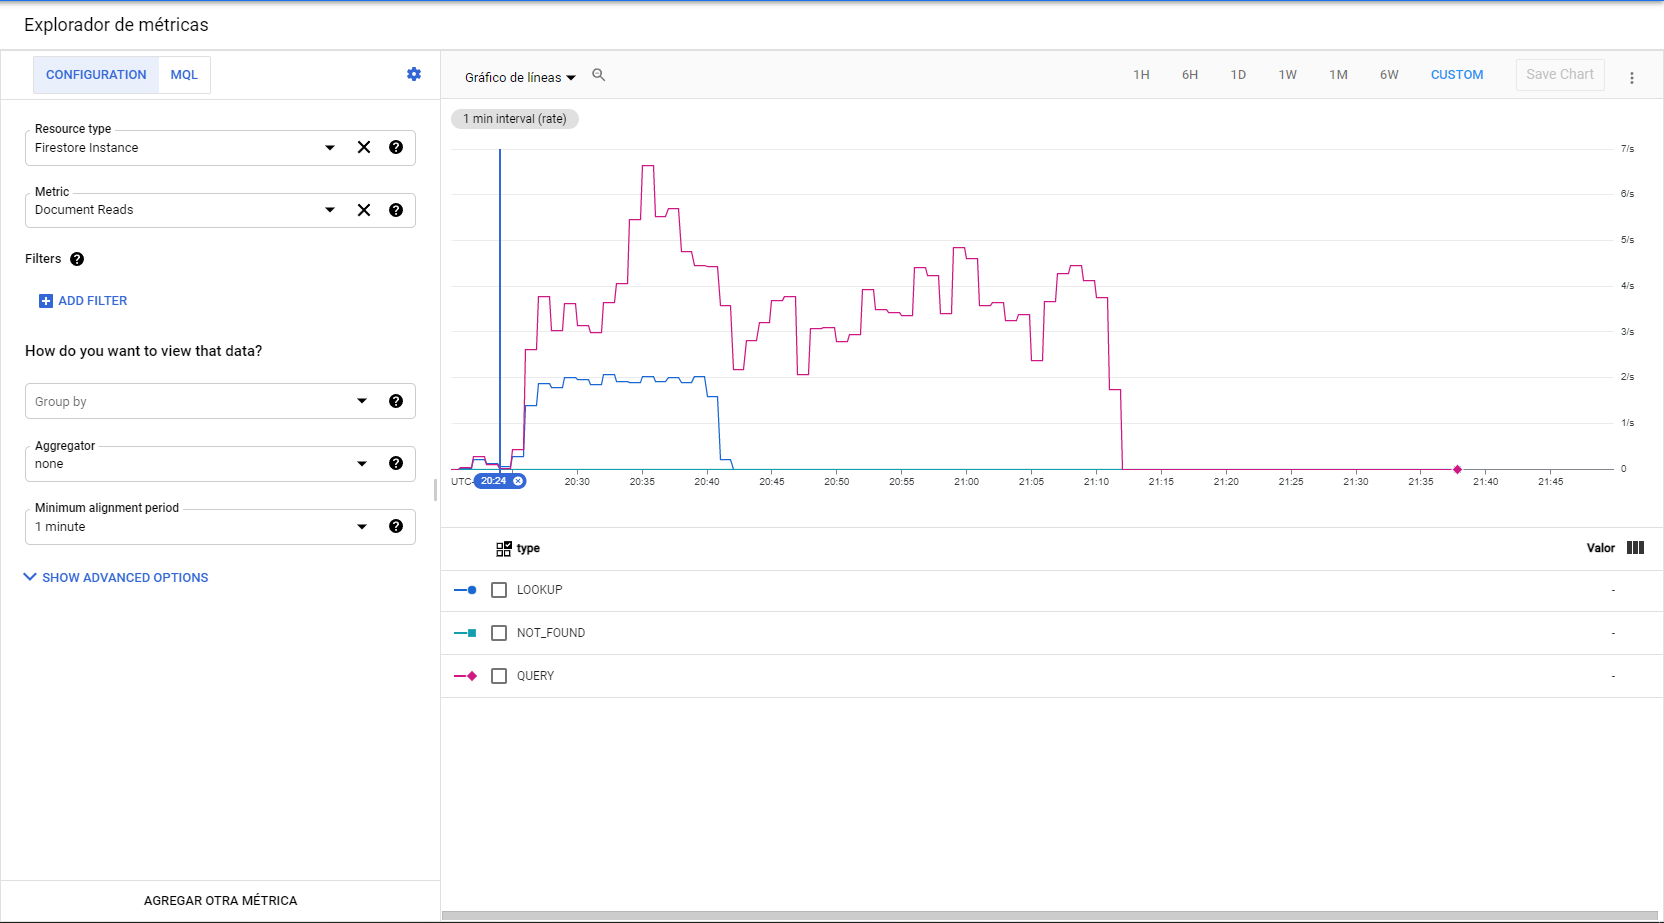 Explorador de métricas
CONFIGURATION MQL
Resource type
Firestore Instance
Metric
Document Reads
Filters
ADD FILTER
How do you want to view that data?
Group by
Aggregator
none
Minimum alignment period
1 minute
SHOW ADVANCED OPTIONS
AGREGAR OTRA MÉTRICA
Gráfico de líneas
1H 6H 1D 1W 1M 6W CUSTOM Save Chart
1 min interval (rate)
7/s
6/s
5/s
4/s
3/s
2/s
1/s
0
UTC- 20:24 20:30 20:35 20:40 20:45 20:50 20:55 21:00 21:05 21:10 21:15 21:20 21:25 21:30 21:35 21:40 21:45
type Valor
LOOKUP -
NOT_FOUND -
QUERY -